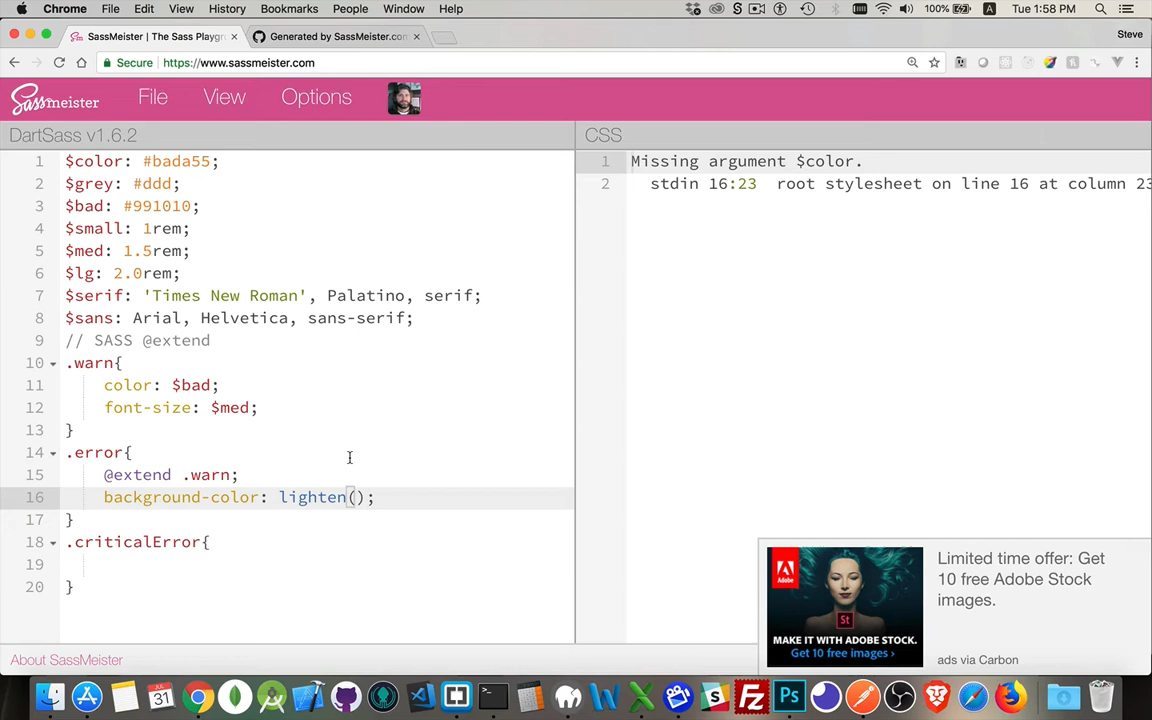 Chrome File Edit View History Bookmarks People Window Help 100% A Tue 1:58 PM
SassMeister | The Sass Playgr × Generated by SassMeister.com × Steve
Secure https://www.sassmeister.com
Sassmeister File View Options
DartSass v1.6.2 CSS
1 $color: #bada55;
2 $grey: #ddd;
3 $bad: #991010;
4 $small: 1rem;
5 $med: 1.5rem;
6 $lg: 2.0rem;
7 $serif: 'Times New Roman', Palatino, serif;
8 $sans: Arial, Helvetica, sans-serif;
9 // SASS @extend
10 .warn{
11 color: $bad;
12 font-size: $med;
13 }
14 .error{
15 @extend .warn;
16 background-color: lighten();
17 }
18 .criticalError{
19
20 }
1 Missing argument $color.
2 stdin 16:23 root stylesheet on line 16 at column 23
St
MAKE IT WITH ADOBE STOCK.
Get 10 free images ›
Limited time offer: Get
10 free Adobe Stock
images.
ads via Carbon
About SassMeister
JUL
31
Fz
Ps